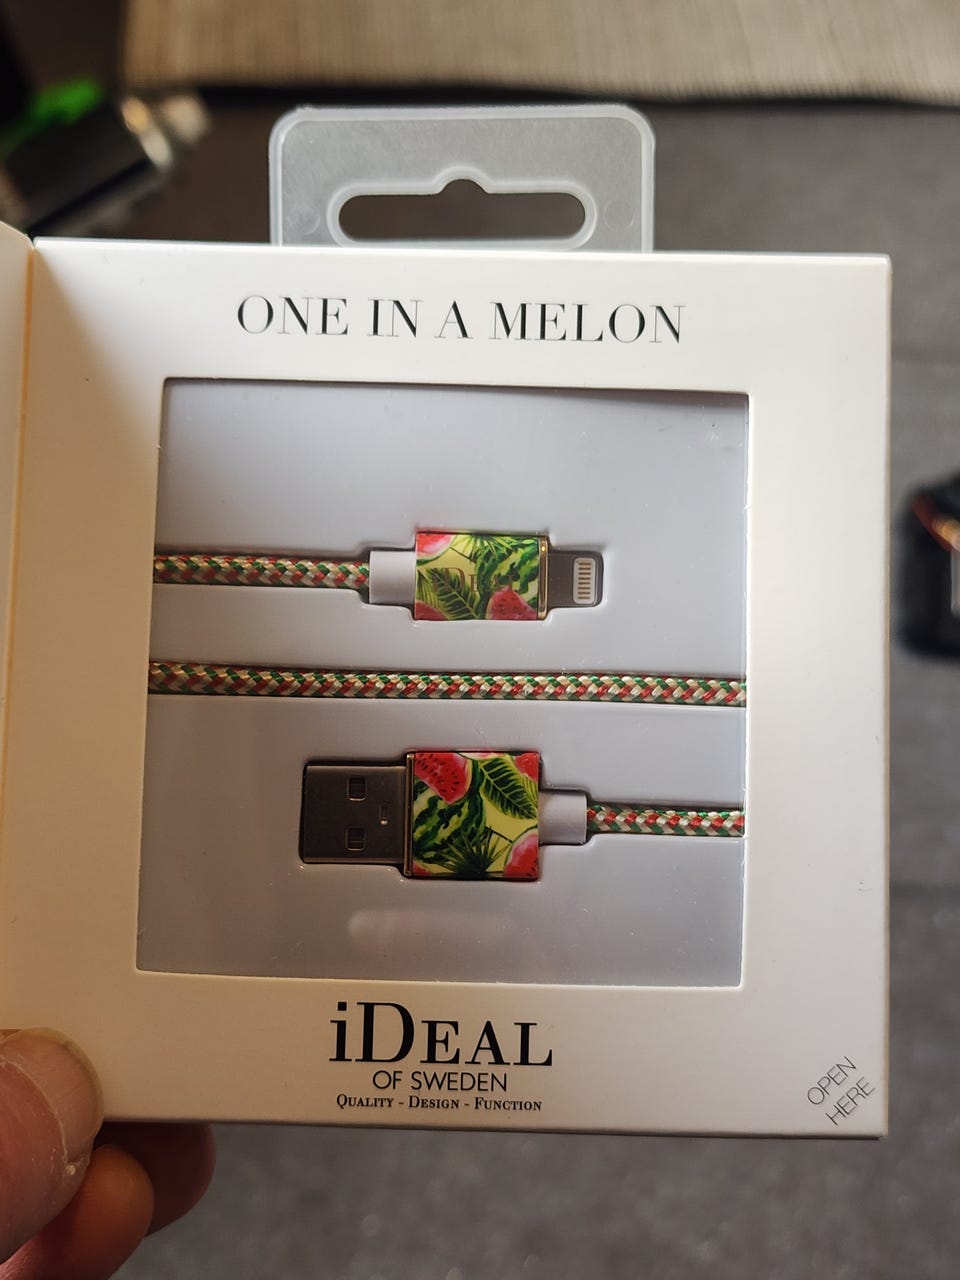 ONE IN A MELON
iDEAL
OF SWEDEN
QUALITY - DESIGN - FUNCTION
OPEN
HERE